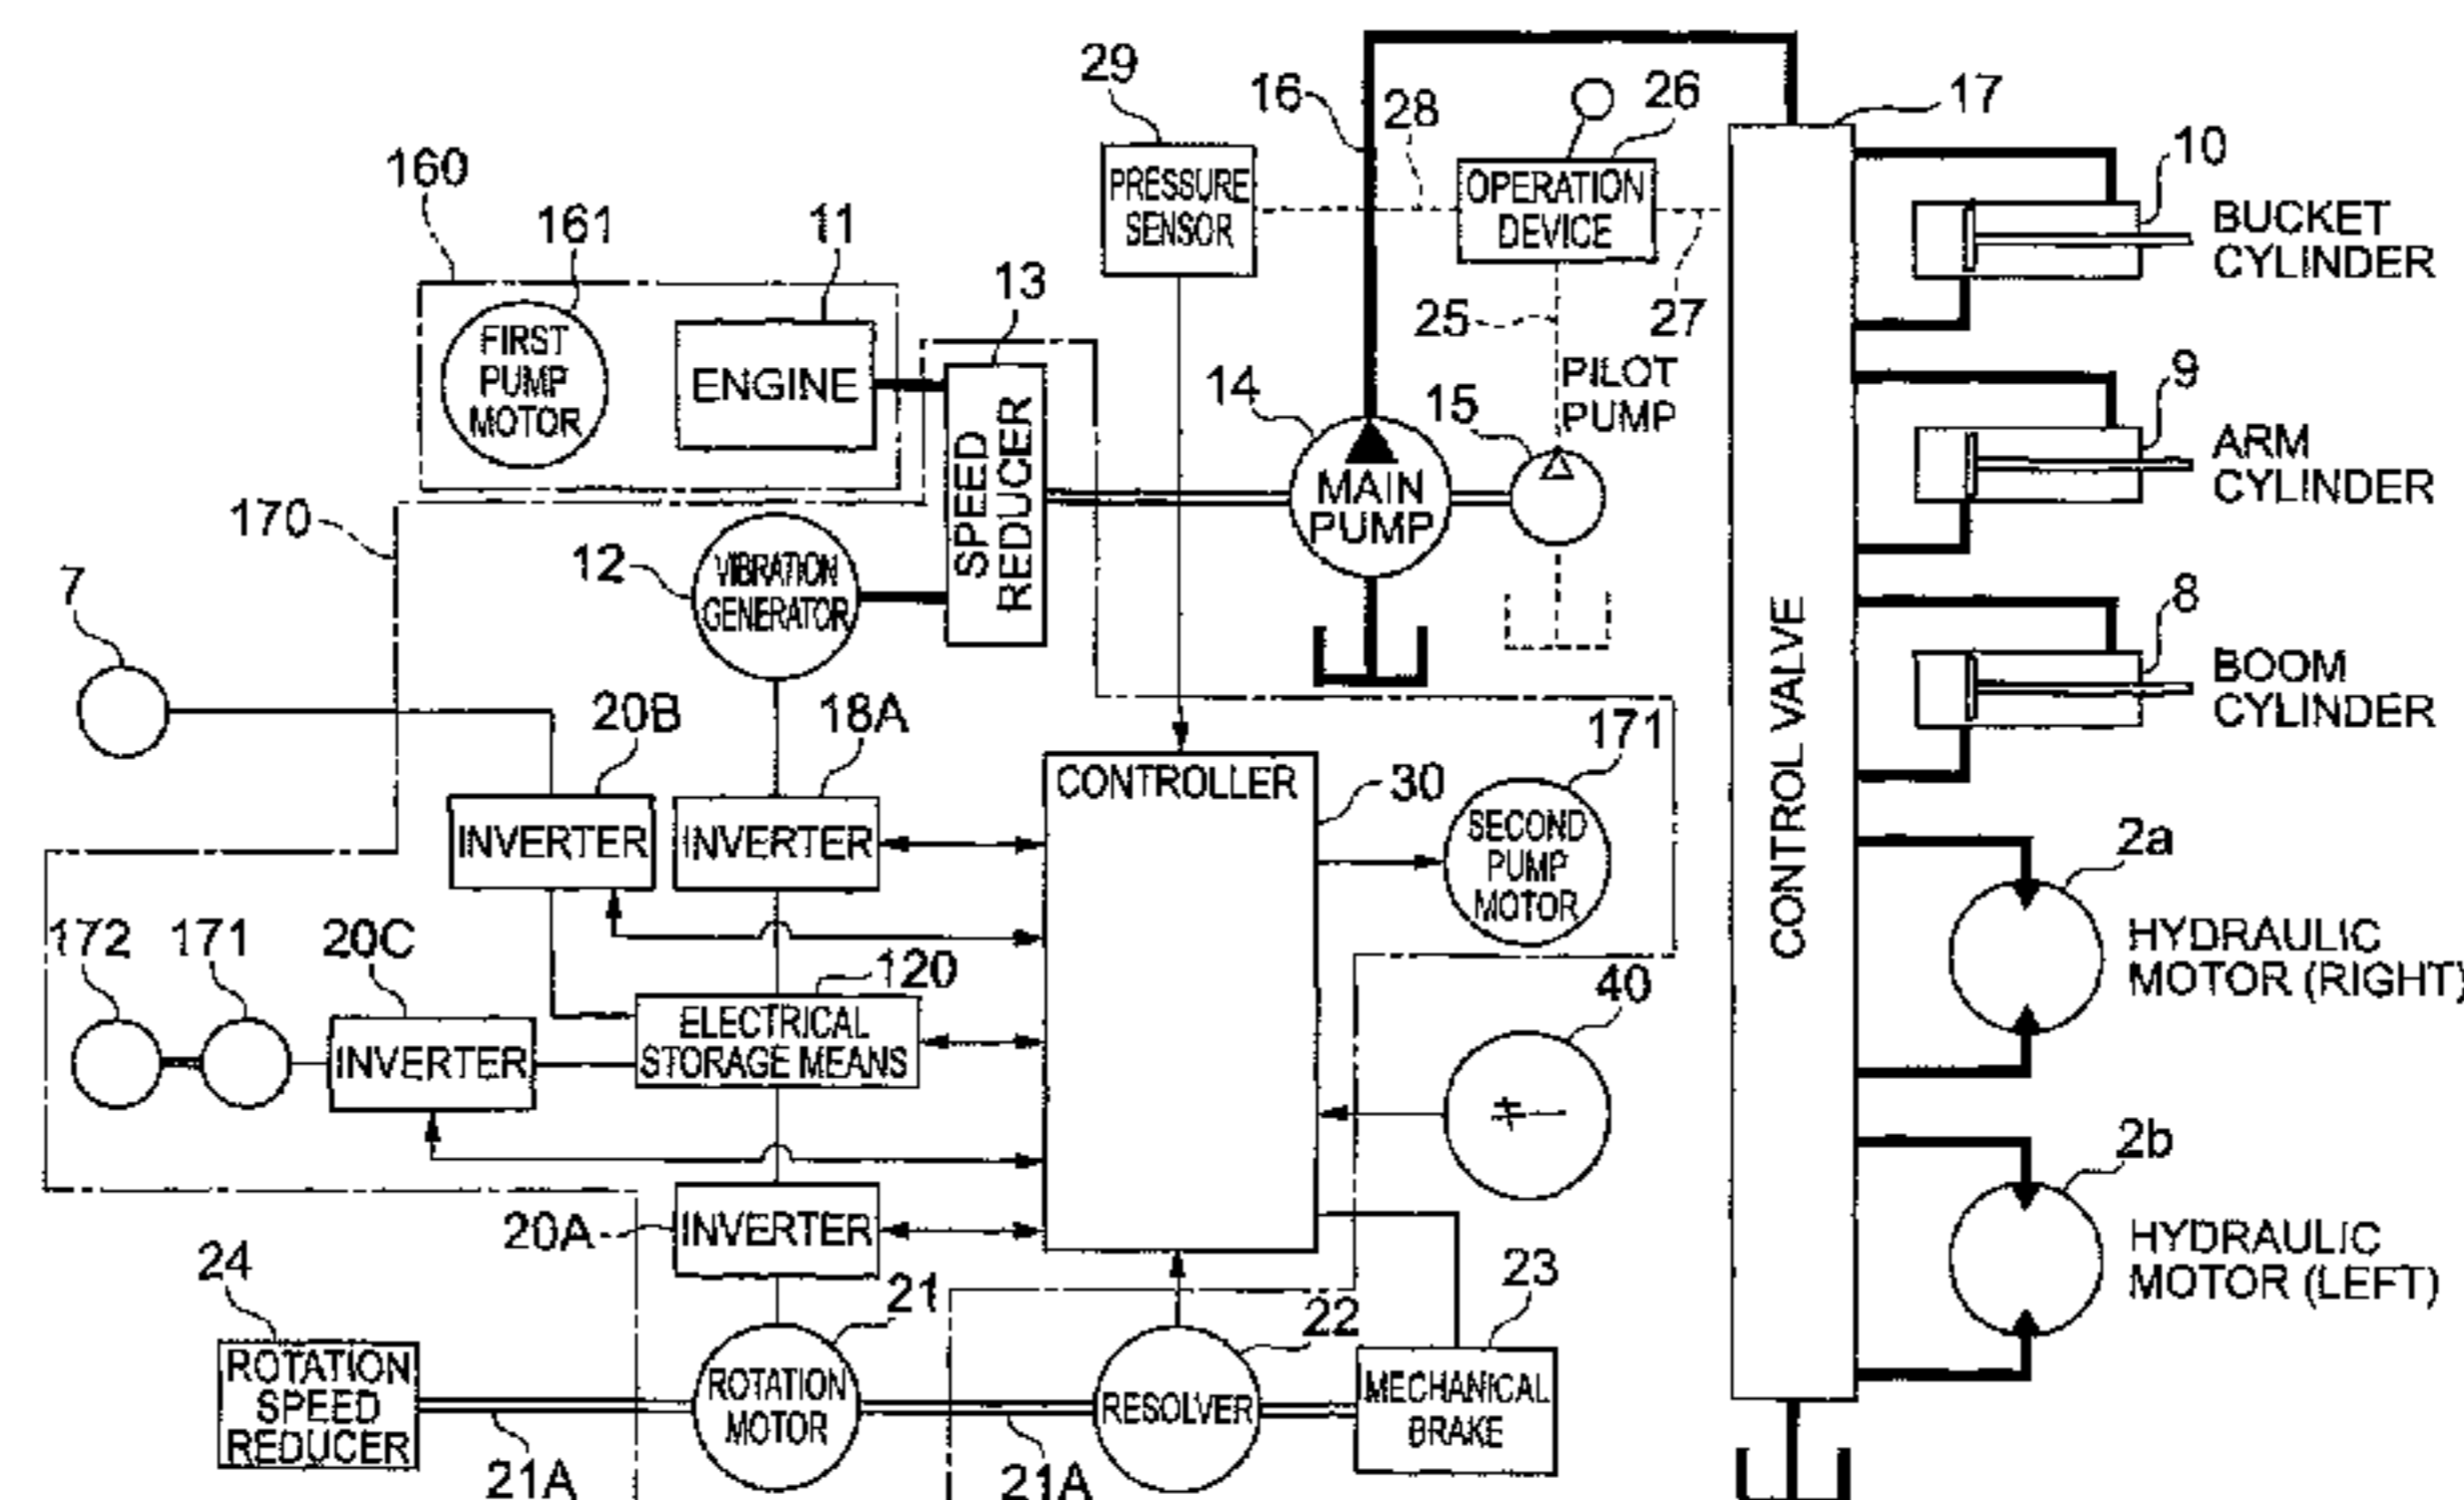 29
16
28
26
17
10
PRESSURE
SENSOR
OPERATION
DEVICE
BUCKET
CYLINDER
160
161
11
13
25
27
FIRST
PUMP
MOTOR
ENGINE
SPEED
REDUCER
14
15
PILOT
PUMP
9
ARM
CYLINDER
MAIN
PUMP
170
12
VIBRATION
GENERATOR
7
8
BOOM
CYLINDER
CONTROL VALVE
20B
18A
171
INVERTER
INVERTER
CONTROLLER
30
SECOND
PUMP
MOTOR
2a
HYDRAULIC
MOTOR (RIGHT)
172
171
20C
120
40
INVERTER
ELECTRICAL
STORAGE MEANS
2b
HYDRAULIC
MOTOR (LEFT)
20A
INVERTER
24
21
22
23
ROTATION
SPEED
REDUCER
ROTATION
MOTOR
RESOLVER
MECHANICAL
BRAKE
21A
21A